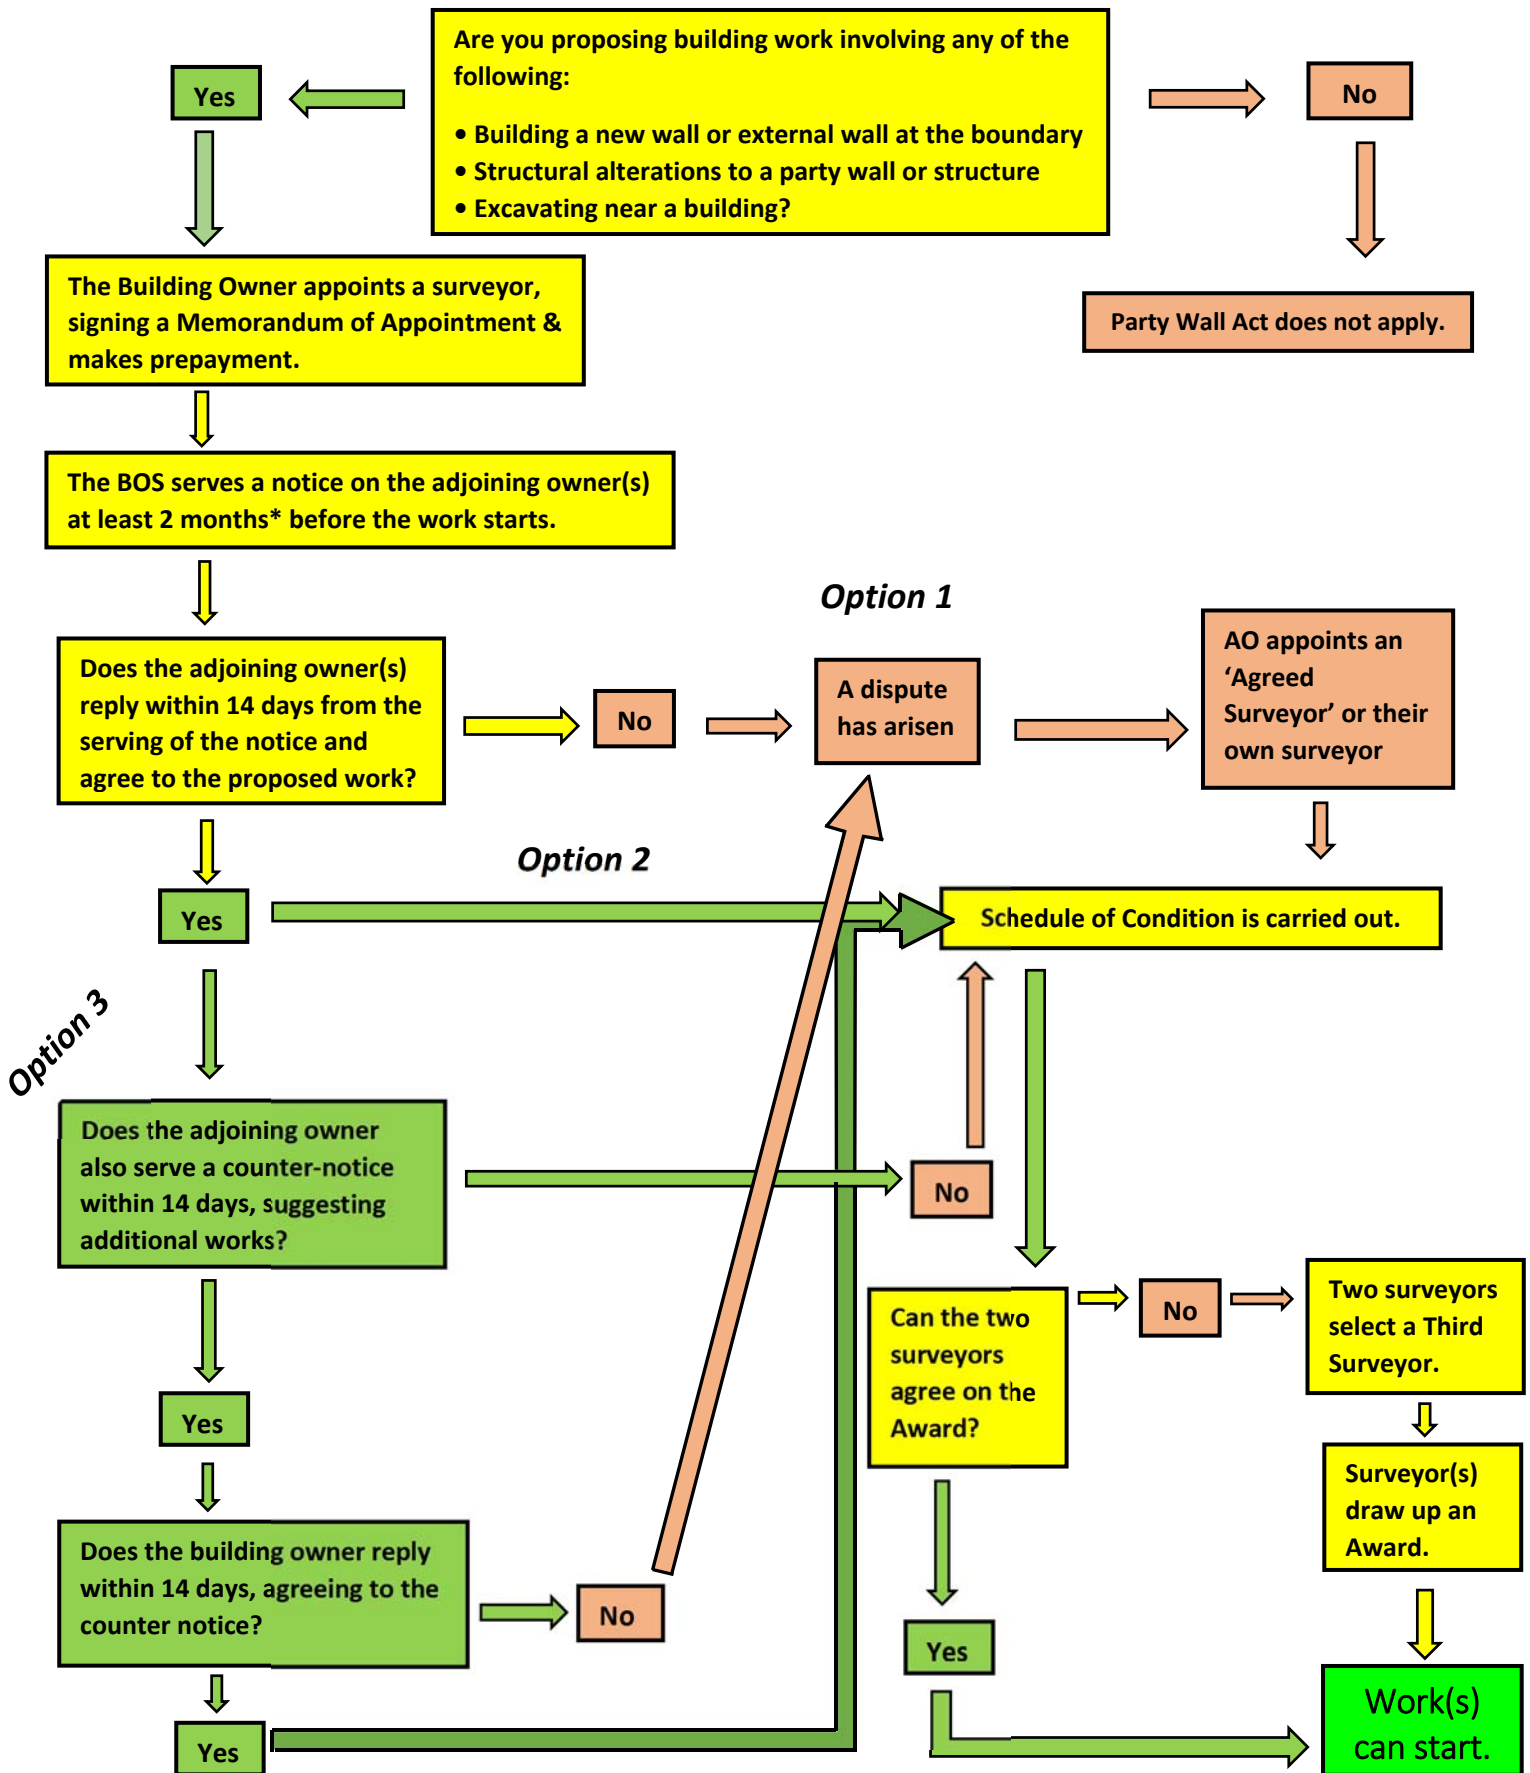 Are you proposing building work involving any of the
following:
• Building a new wall or external wall at the boundary
• Structural alterations to a party wall or structure
• Excavating near a building?
Yes
No
The Building Owner appoints a surveyor,
signing a Memorandum of Appointment &
makes prepayment.
Party Wall Act does not apply.
The BOS serves a notice on the adjoining owner(s)
at least 2 months* before the work starts.
Option 1
Does the adjoining owner(s)
reply within 14 days from the
serving of the notice and
agree to the proposed work?
No
A dispute
has arisen
AO appoints an
‘Agreed
Surveyor’ or their
own surveyor
Option 2
Yes
Schedule of Condition is carried out.
Option 3
Does the adjoining owner
also serve a counter-notice
within 14 days, suggesting
additional works?
No
Can the two
surveyors
agree on the
Award?
No
Two surveyors
select a Third
Surveyor.
Yes
Surveyor(s)
draw up an
Award.
Does the building owner reply
within 14 days, agreeing to the
counter notice?
No
Yes
Yes
Work(s)
can start.